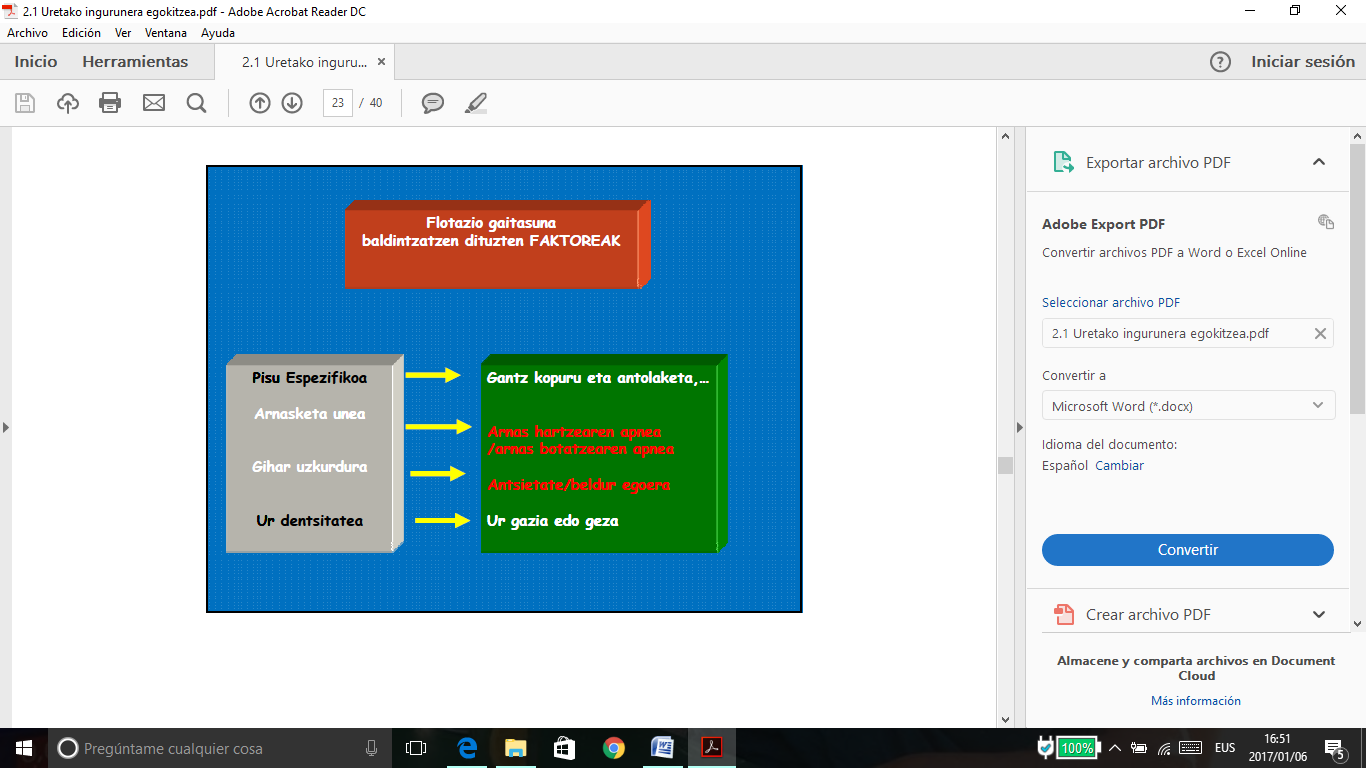 2.1 Uretako ingurunera egokitzea.pdf - Adobe Acrobat Reader DC
Archivo Edición Ver Ventana Ayuda
Inicio Herramientas 2.1 Uretako inguru... × ? Iniciar sesión
23 / 40
Flotazio gaitasuna
baldintzatzen dituzten FAKTOREAK
Pisu Espezifikoa
Arnasketa unea
Gihar uzkurdura
Ur dentsitatea
Gantz kopuru eta antolaketa,...
Arnas hartzearen apnea
/arnas botatzearen apnea
Antsietate/beldur egoera
Ur gazia edo geza
Exportar archivo PDF
Adobe Export PDF
Convertir archivos PDF a Word o Excel Online
Seleccionar archivo PDF
2.1 Uretako ingurunera egokitzea.pdf
Convertir a
Microsoft Word (*.docx)
Idioma del documento:
Español Cambiar
Convertir
Crear archivo PDF
Almacene y comparta archivos en Document
Cloud
Más información
Pregúntame cualquier cosa
100%
EUS
16:51
2017/01/06
5